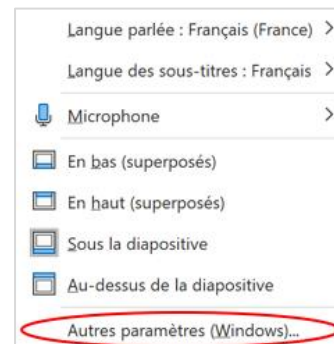 Langue parlée : Français (France)
Langue des sous-titres : Français
Microphone
En bas (superposés)
En haut (superposés)
Sous la diapositive
Au-dessus de la diapositive
Autres paramètres (Windows)...